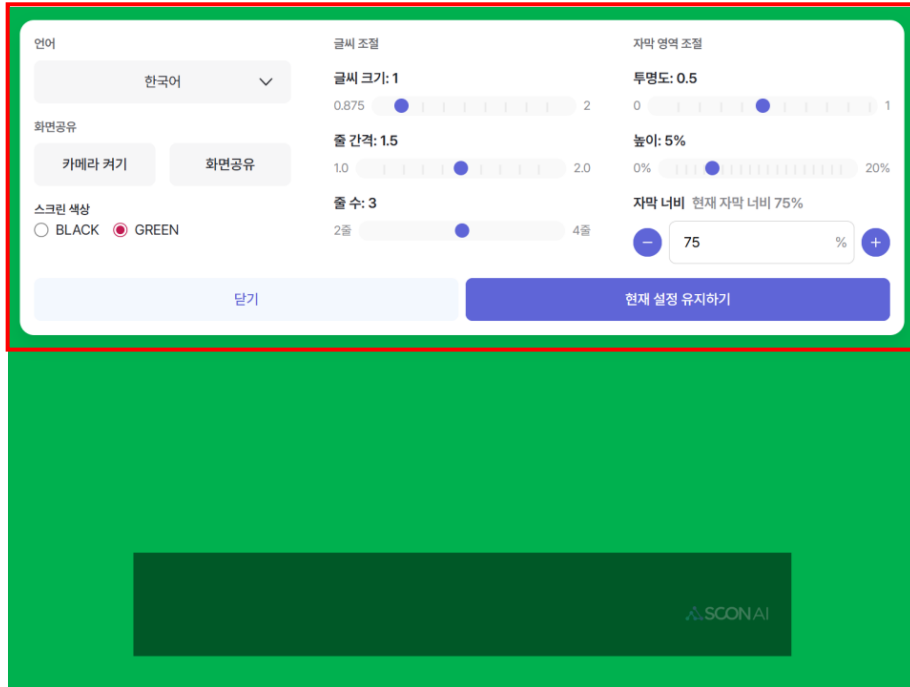 언어
한국어
화면공유
카메라 켜기
화면공유
스크린 색상
BLACK
GREEN
글씨 조절
글씨 크기: 1
0.875
2
줄 간격: 1.5
1.0
2.0
줄 수: 3
2줄
4줄
자막 영역 조절
투명도: 0.5
0
1
높이: 5%
0%
20%
자막 너비 현재 자막 너비 75%
−
75
%
+
닫기
현재 설정 유지하기
SCON AI